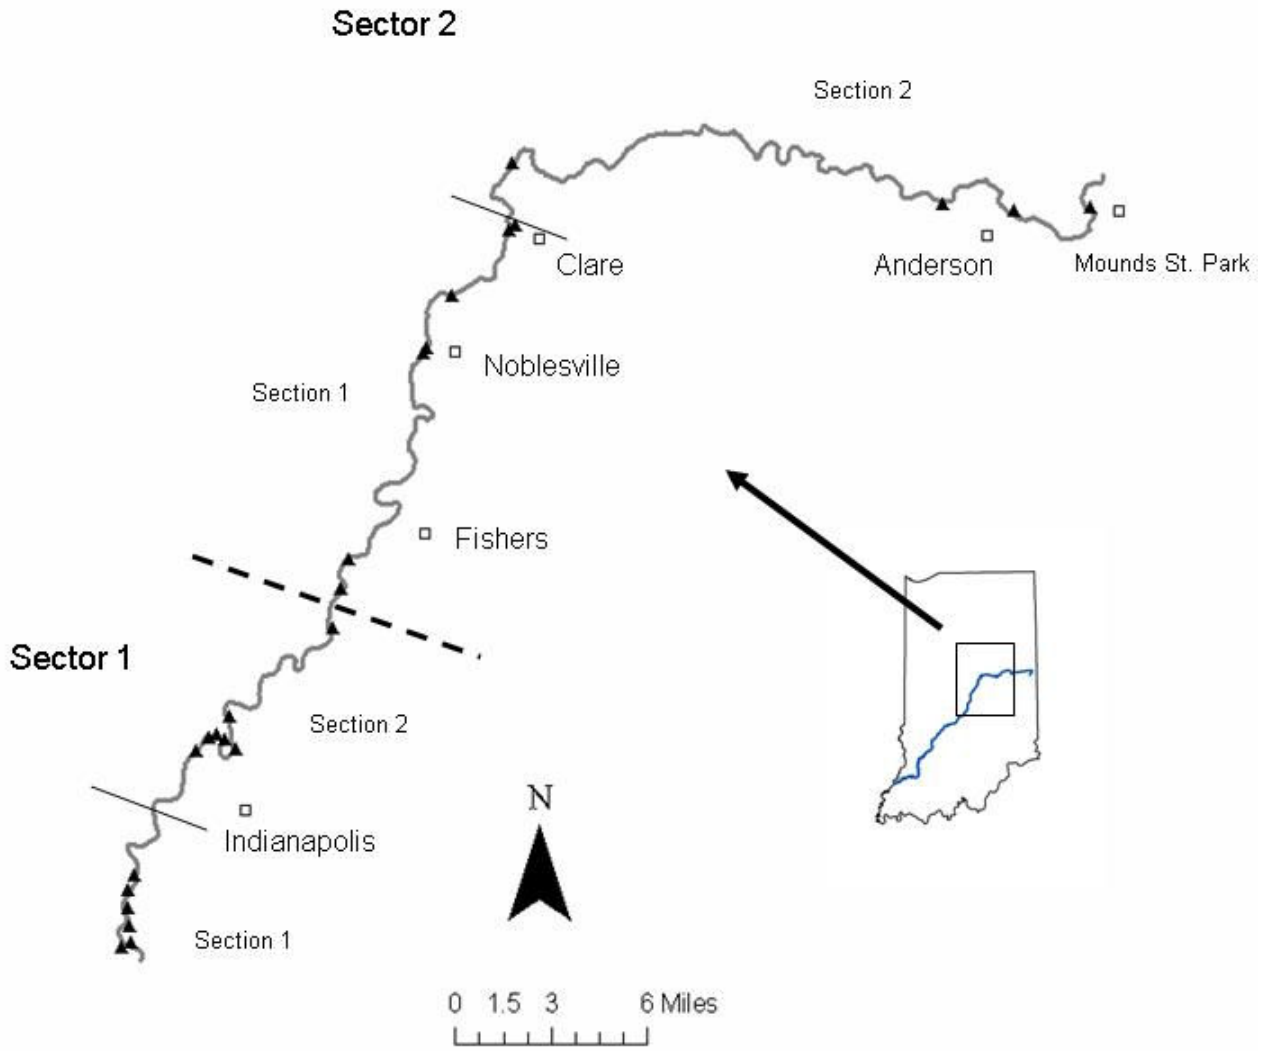 Sector 2
Section 2
Clare
Anderson
Mounds St. Park
Noblesville
Section 1
Fishers
Sector 1
Section 2
N
Indianapolis
Section 1
0 1.5 3 6 Miles